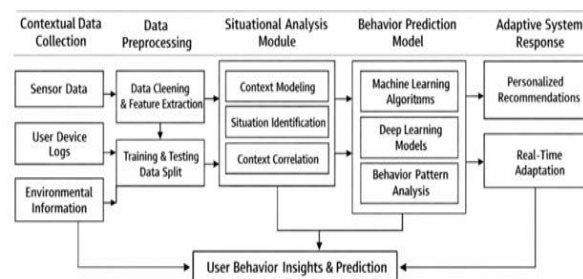 Contextual Data
Collection
Data
Preprocessing
Situational Analysis
Module
Behavior Prediction
Model
Adaptive System
Response
Sensor Data
User Device
Logs
Environmental
Information
Data Cleening
& Feature Extraction
Training & Testing
Data Split
Context Modeling
Situation Identification
Context Correlation
Machine Learning
Algoritams
Deep Learning
Models
Behavior Pattern
Analysis
Personalized
Recommendations
Real-Time
Adaptation
User Behavior Insights & Prediction